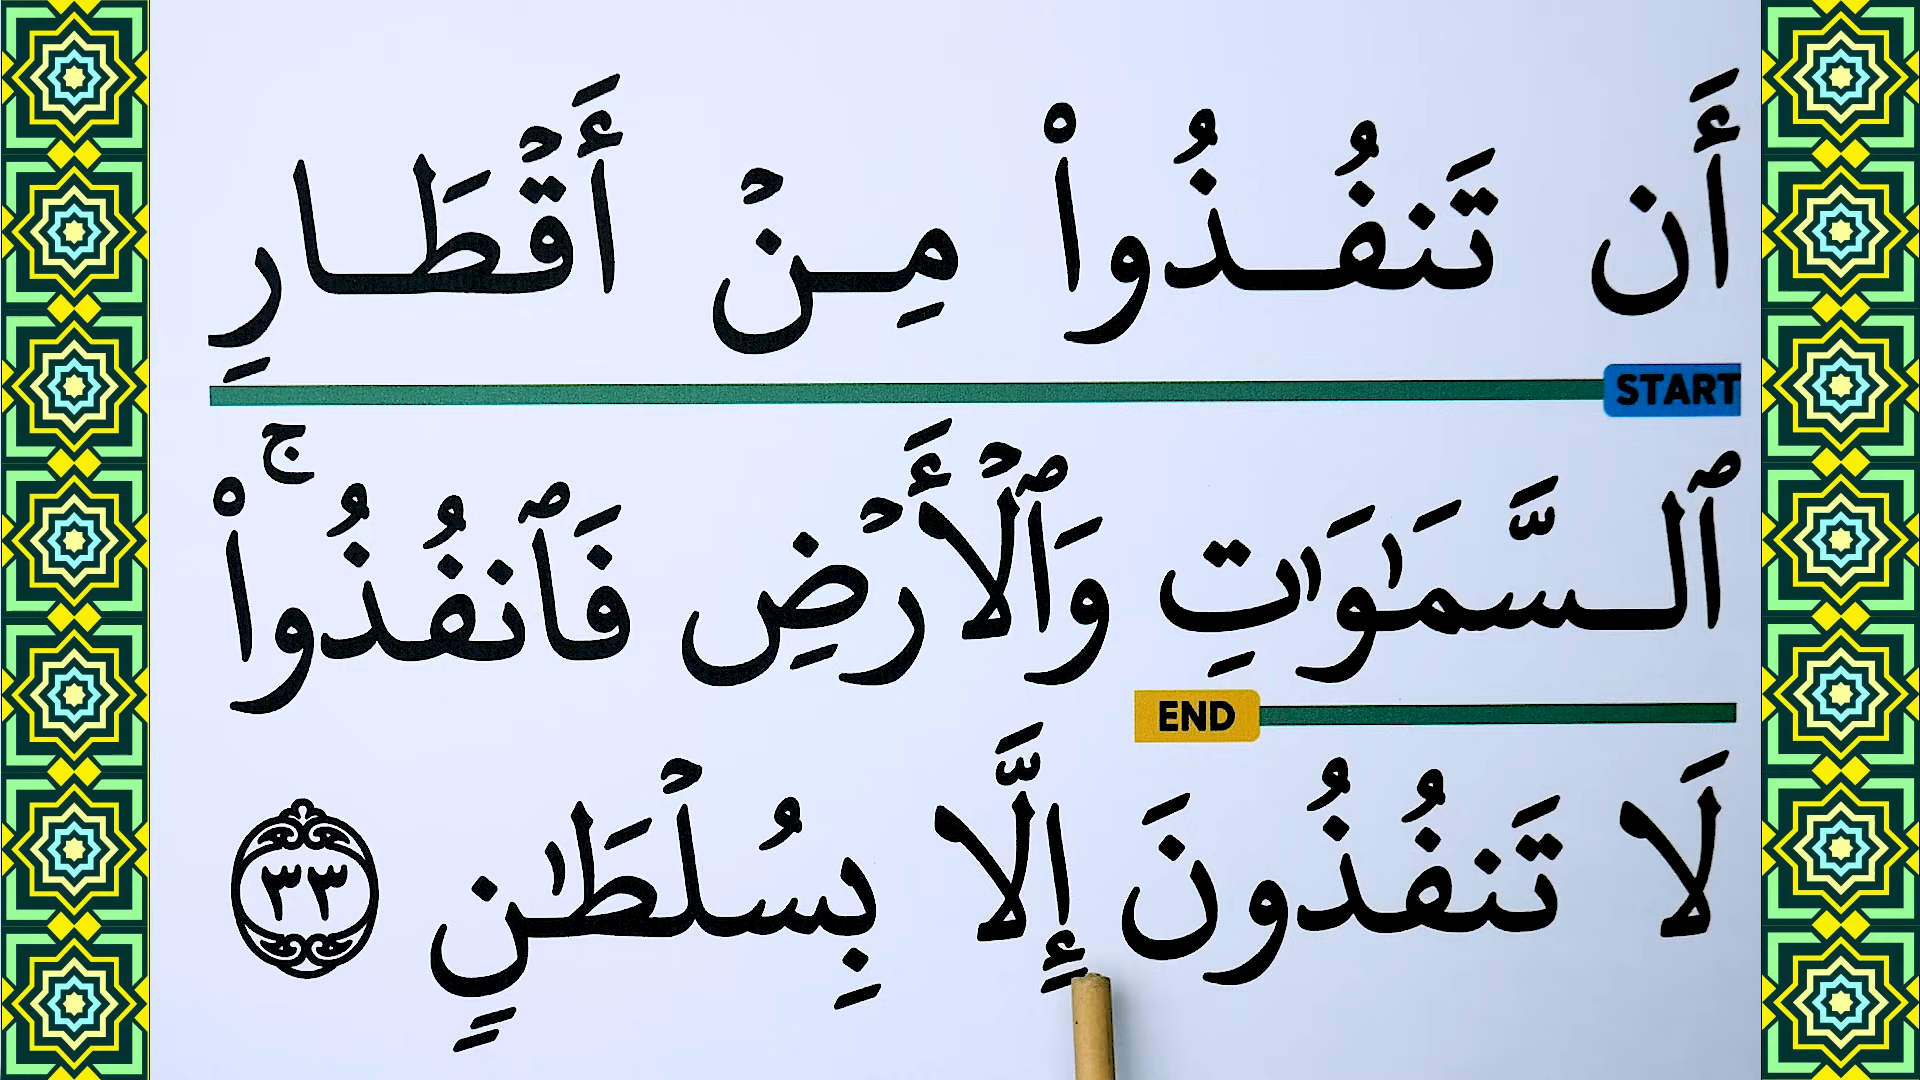 أَن تَنفُذُوا۟ مِنْ أَقْطَارِ
START
ٱلسَّمَـٰوَٰتِ وَٱلْأَرْضِ فَٱنفُذُوا۟ ۚ
END
لَا تَنفُذُونَ إِلَّا بِسُلْطَـٰنٍ ٣٣